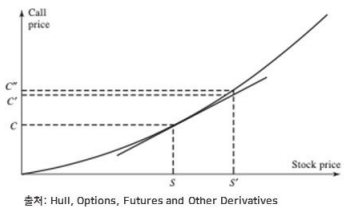 Call
price
C″
C′
C
Stock price
S
S′
출처: Hull, Options, Futures and Other Derivatives